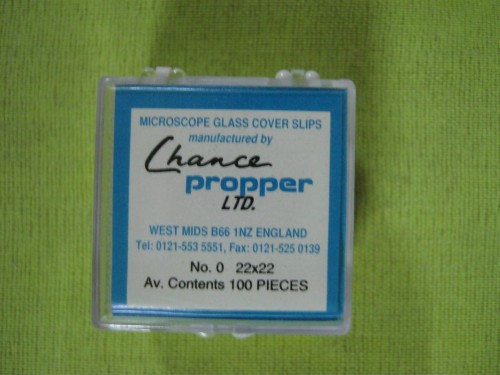 MICROSCOPE GLASS COVER SLIPS
manufactured by
Chance
propper
LTD.
WEST MIDS B66 1NZ ENGLAND
Tel: 0121-553 5551, Fax: 0121-525 0139
No. 0 22x22
Av. Contents 100 PIECES